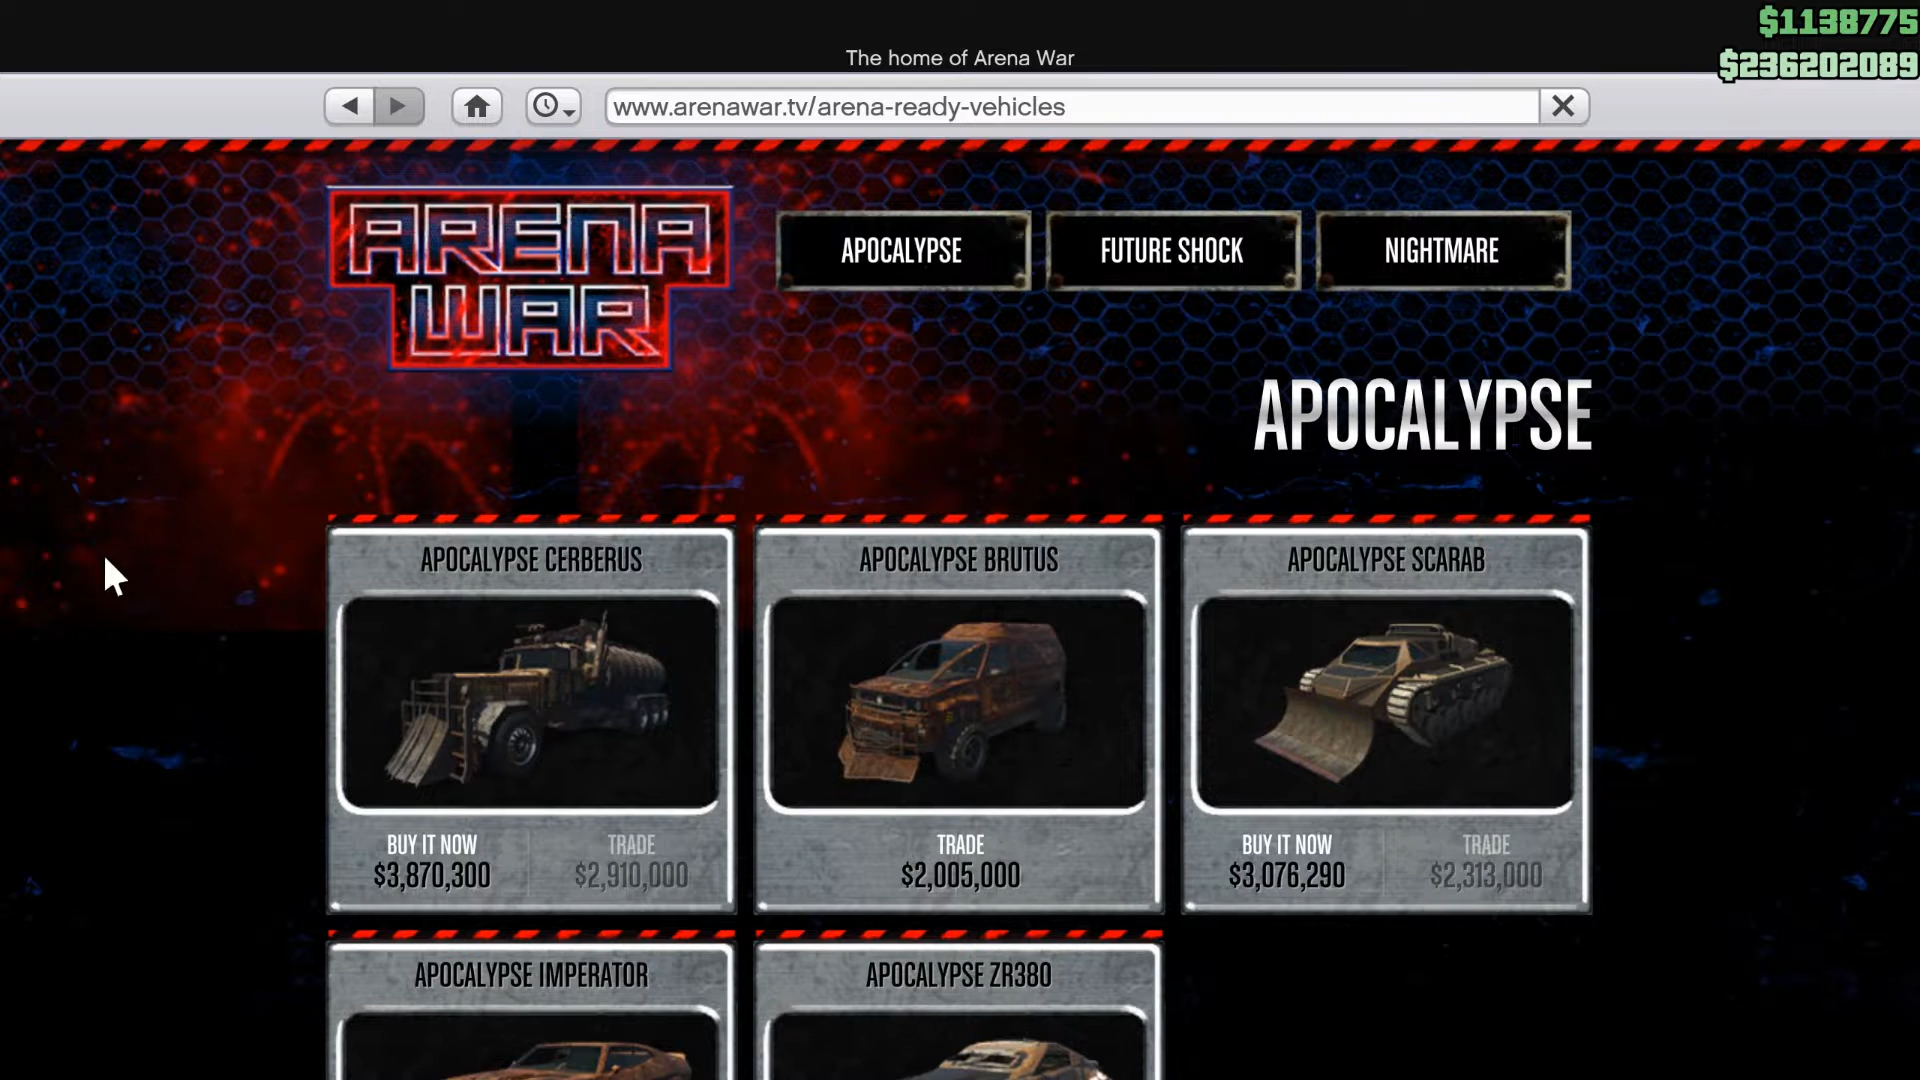 $1138775
The home of Arena War
$236202089
www.arenawar.tv/arena-ready-vehicles
ARENA
WAR
APOCALYPSE
FUTURE SHOCK
NIGHTMARE
APOCALYPSE
APOCALYPSE CERBERUS
APOCALYPSE BRUTUS
APOCALYPSE SCARAB
BUY IT NOW
$3,870,300
TRADE
$2,910,000
TRADE
$2,005,000
BUY IT NOW
$3,076,290
TRADE
$2,313,000
APOCALYPSE IMPERATOR
APOCALYPSE ZR380